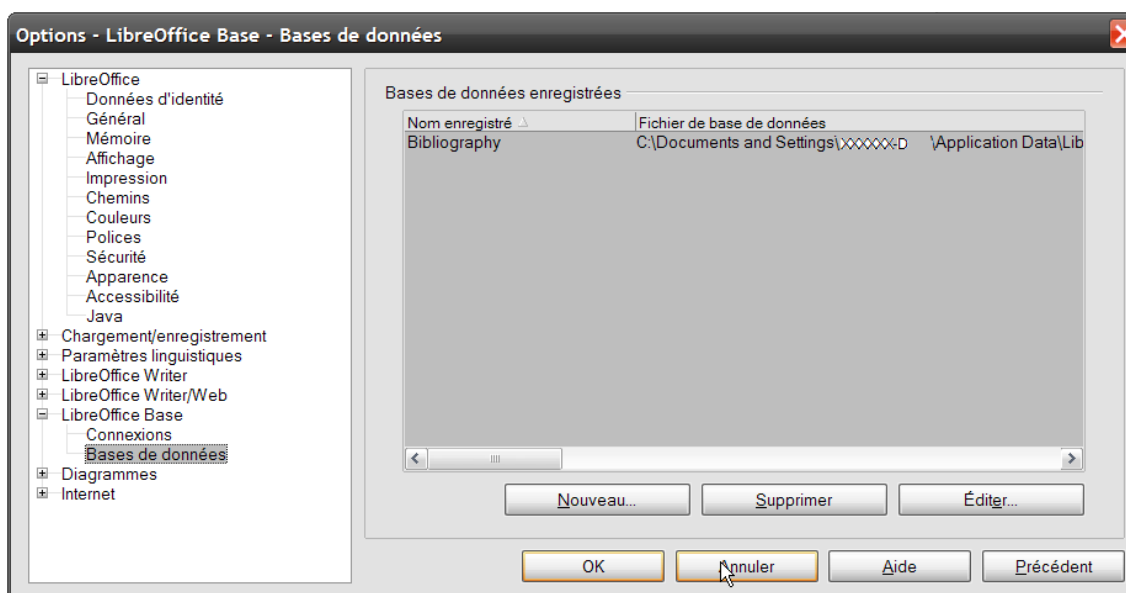 Options - LibreOffice Base - Bases de données
LibreOffice
Données d'identité
Général
Mémoire
Affichage
Impression
Chemins
Couleurs
Polices
Sécurité
Apparence
Accessibilité
Java
Chargement/enregistrement
Paramètres linguistiques
LibreOffice Writer
LibreOffice Writer/Web
LibreOffice Base
Connexions
Bases de données
Diagrammes
Internet
Bases de données enregistrées
Nom enregistré Fichier de base de données
Bibliography C:\Documents and Settings\XXXXXX-D \Application Data\Lib
Nouveau... Supprimer Éditer...
OK Annuler Aide Précédent